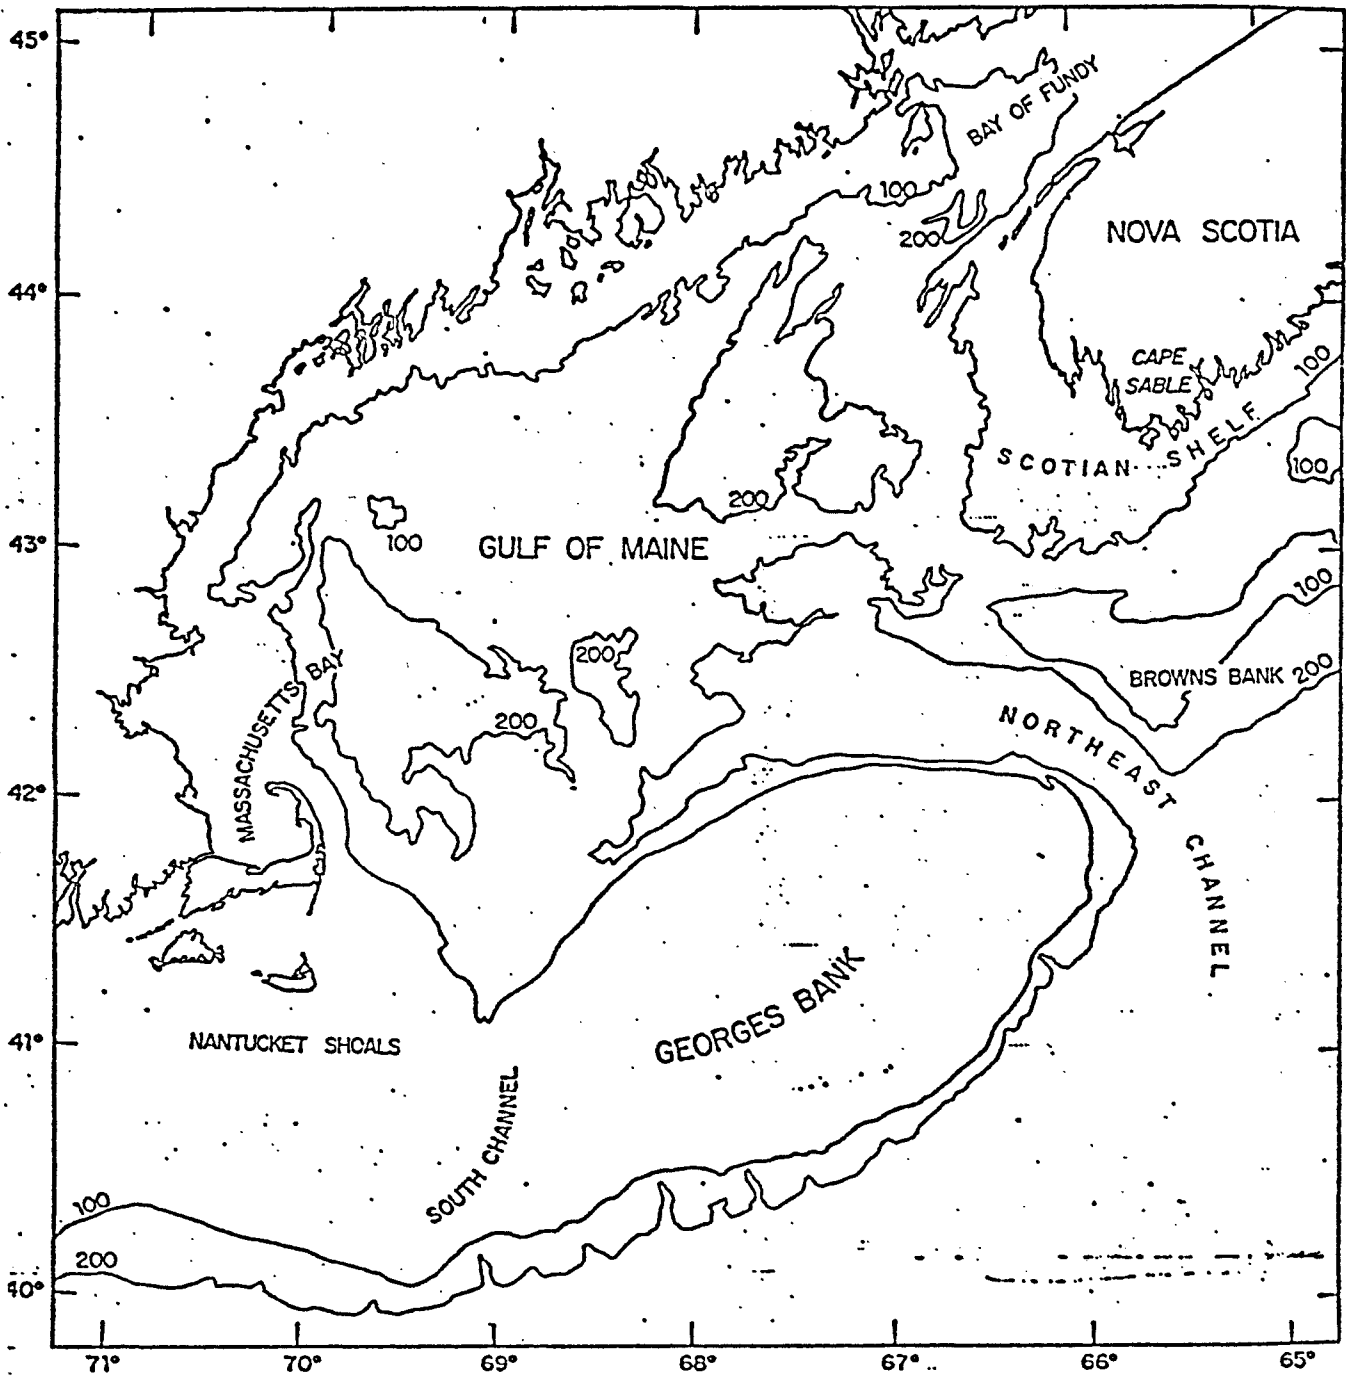 45°
BAY OF FUNDY
100
200
NOVA SCOTIA
44°
CAPE
SABLE
100
SCOTIAN SHELF
100
200
43°
100
GULF OF MAINE
100
200
MASSACHUSETTS BAY
BROWNS BANK
200
200
NORTHEAST CHANNEL
42°
GEORGES BANK
41°
NANTUCKET SHOALS
SOUTH CHANNEL
100
200
40°
71°
70°
69°
68°
67°
66°
65°